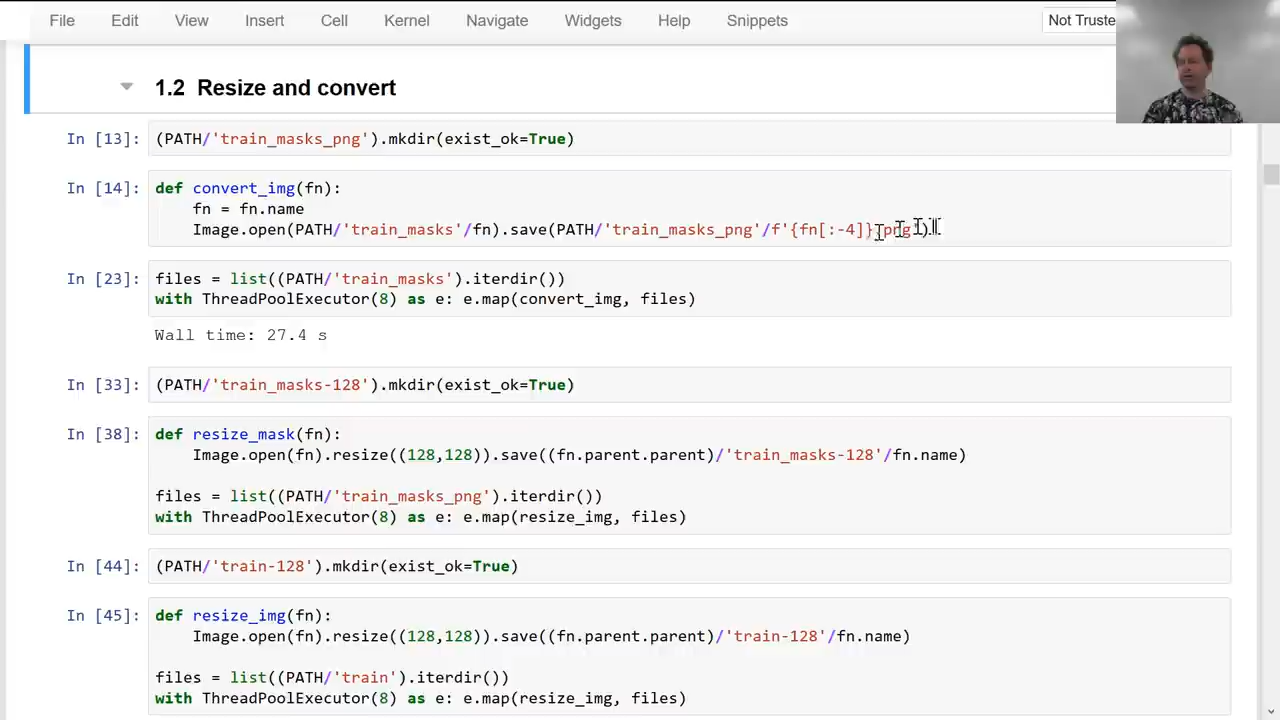 File Edit View Insert Cell Kernel Navigate Widgets Help Snippets Not Truste
1.2 Resize and convert
In [13]: (PATH/'train_masks_png').mkdir(exist_ok=True)
In [14]: def convert_img(fn):
fn = fn.name
Image.open(PATH/'train_masks'/fn).save(PATH/'train_masks_png'/f'{fn[:-4]}.png')
In [23]: files = list((PATH/'train_masks').iterdir())
with ThreadPoolExecutor(8) as e: e.map(convert_img, files)
Wall time: 27.4 s
In [33]: (PATH/'train_masks-128').mkdir(exist_ok=True)
In [38]: def resize_mask(fn):
Image.open(fn).resize((128,128)).save((fn.parent.parent)/'train_masks-128'/fn.name)
files = list((PATH/'train_masks_png').iterdir())
with ThreadPoolExecutor(8) as e: e.map(resize_img, files)
In [44]: (PATH/'train-128').mkdir(exist_ok=True)
In [45]: def resize_img(fn):
Image.open(fn).resize((128,128)).save((fn.parent.parent)/'train-128'/fn.name)
files = list((PATH/'train').iterdir())
with ThreadPoolExecutor(8) as e: e.map(resize_img, files)